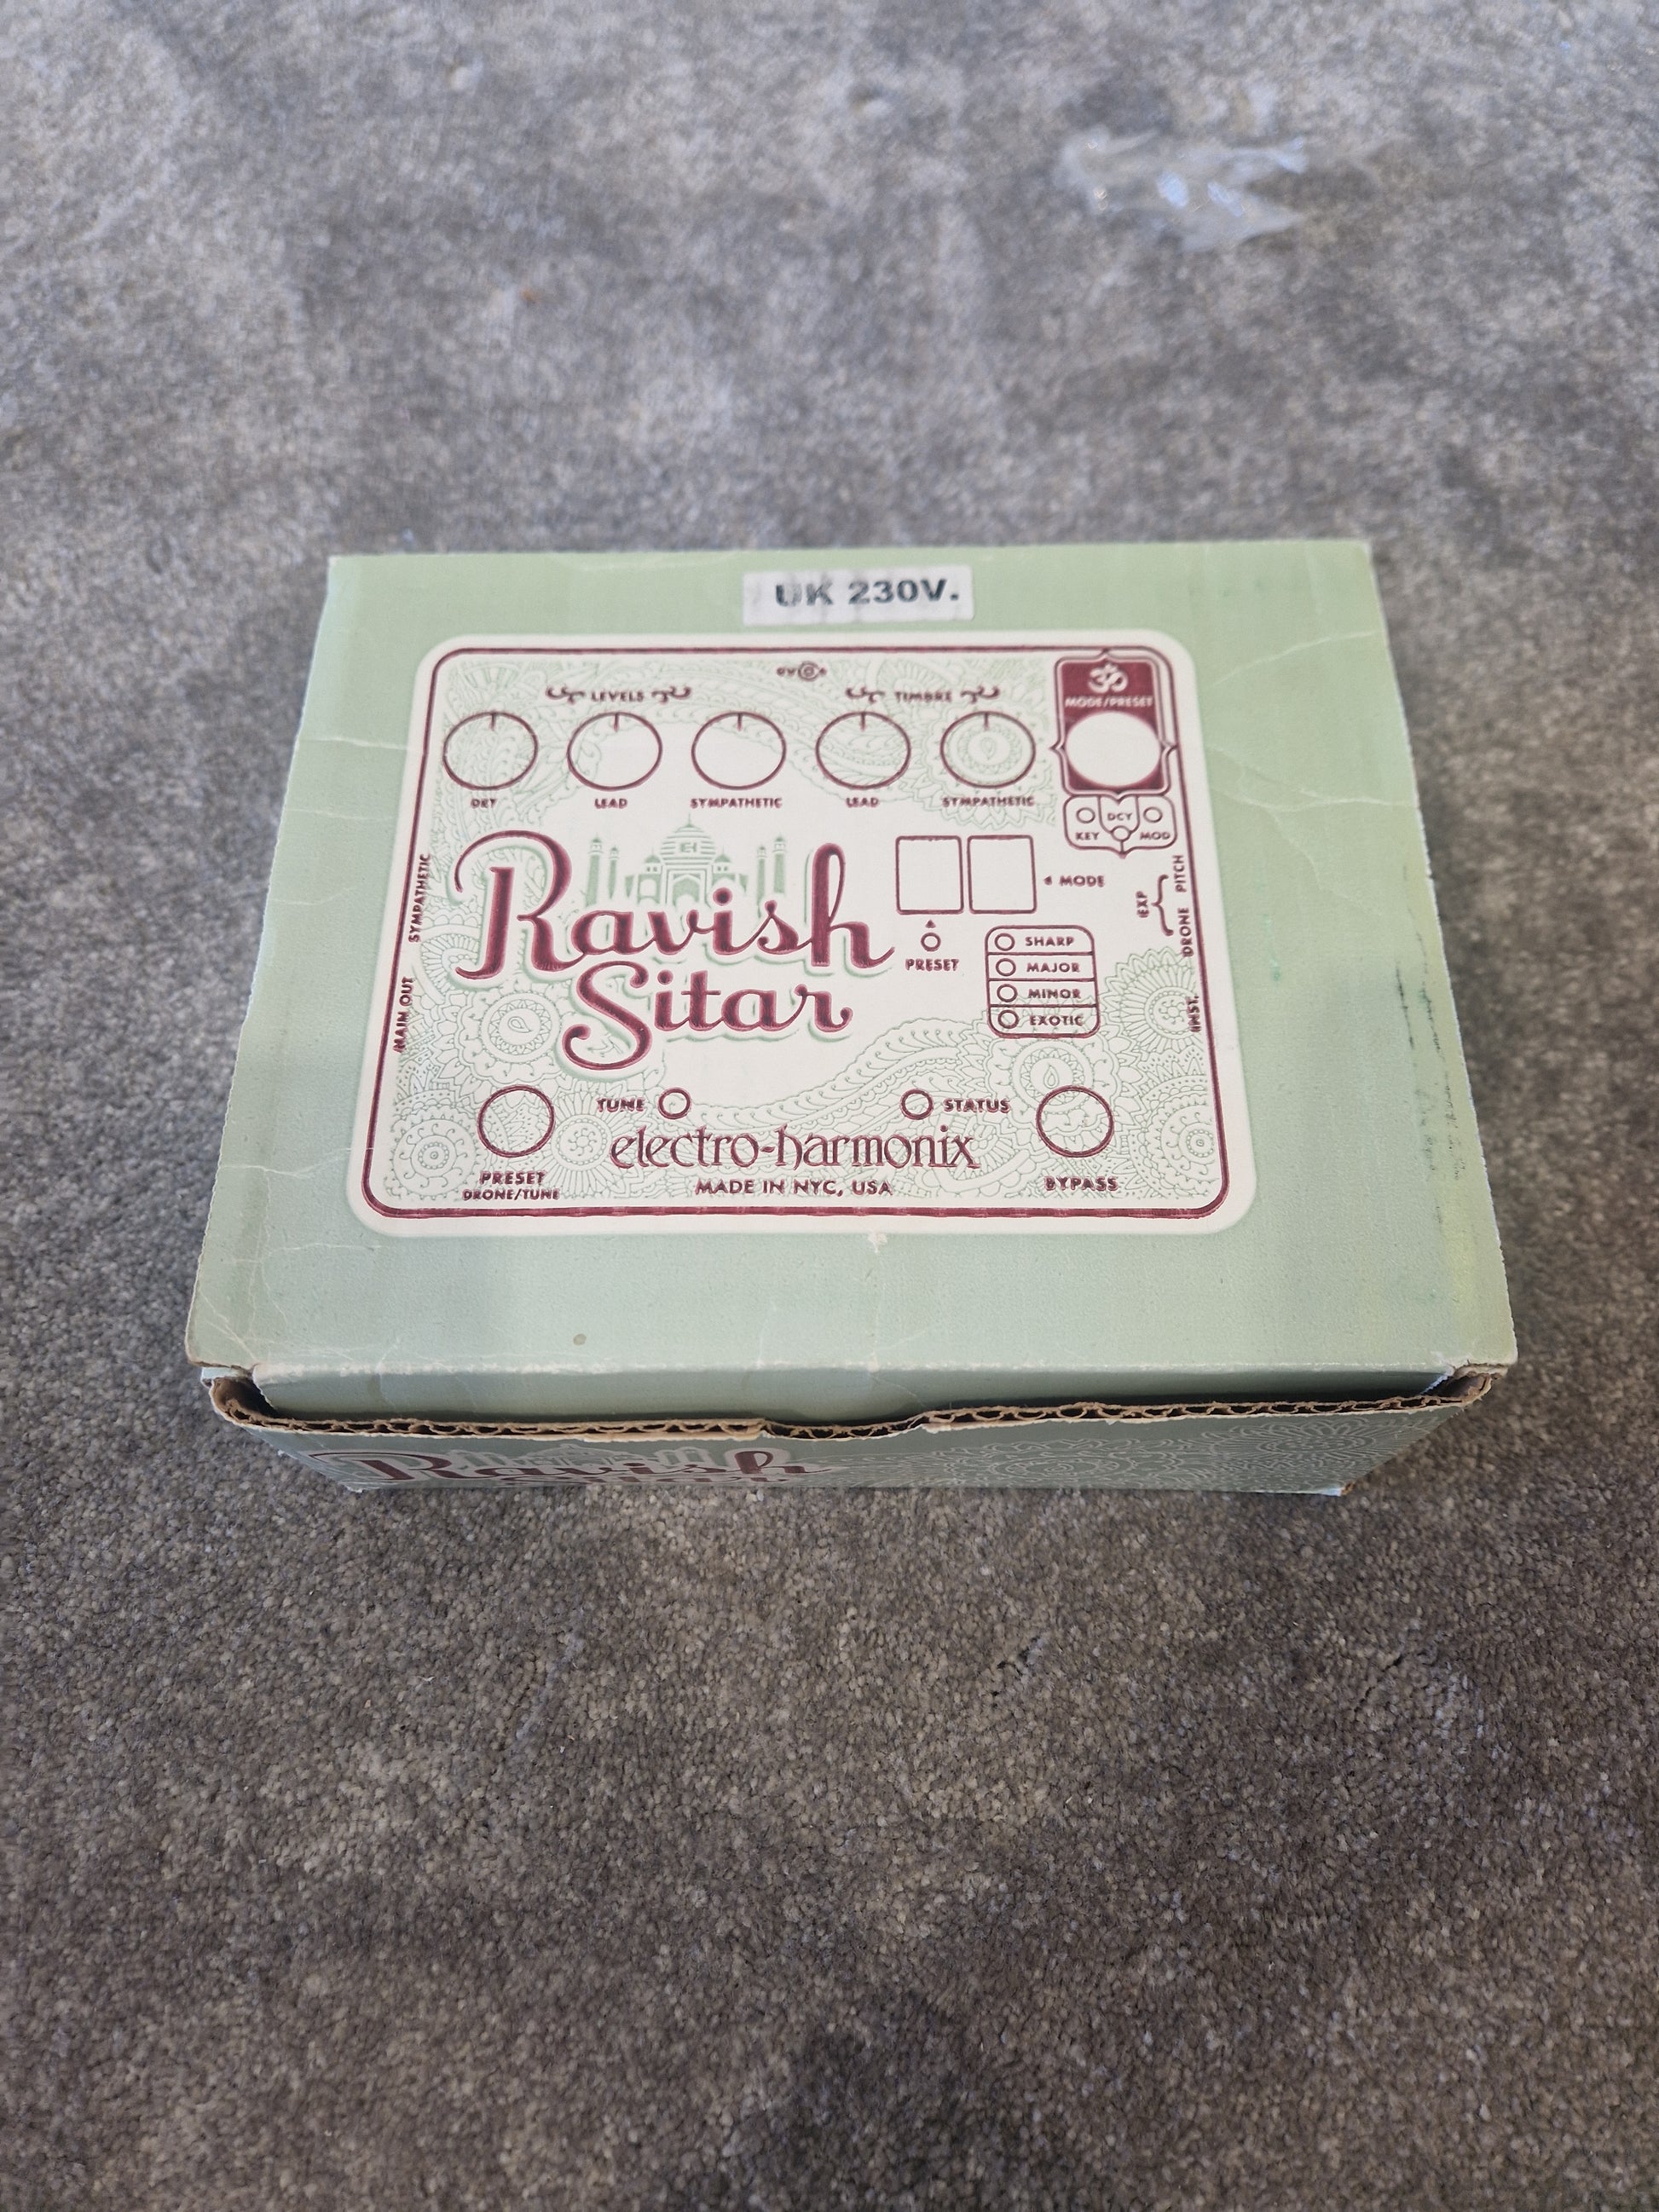 UK 230V.
LEVELS
TIMBRE
ॐ
MODE/PRESET
DRY
LEAD
SYMPATHETIC
LEAD
SYMPATHETIC
KEY
DCY
MOD
SYMPATHETIC
MAIN OUT
EH
Ravish
Sitar
MODE
PRESET
SHARP
MAJOR
MINOR
EXOTIC
EXP
PITCH
DRONE
INST.
TUNE
STATUS
electro-harmonix
MADE IN NYC, USA
PRESET
DRONE/TUNE
BYPASS
Ravish